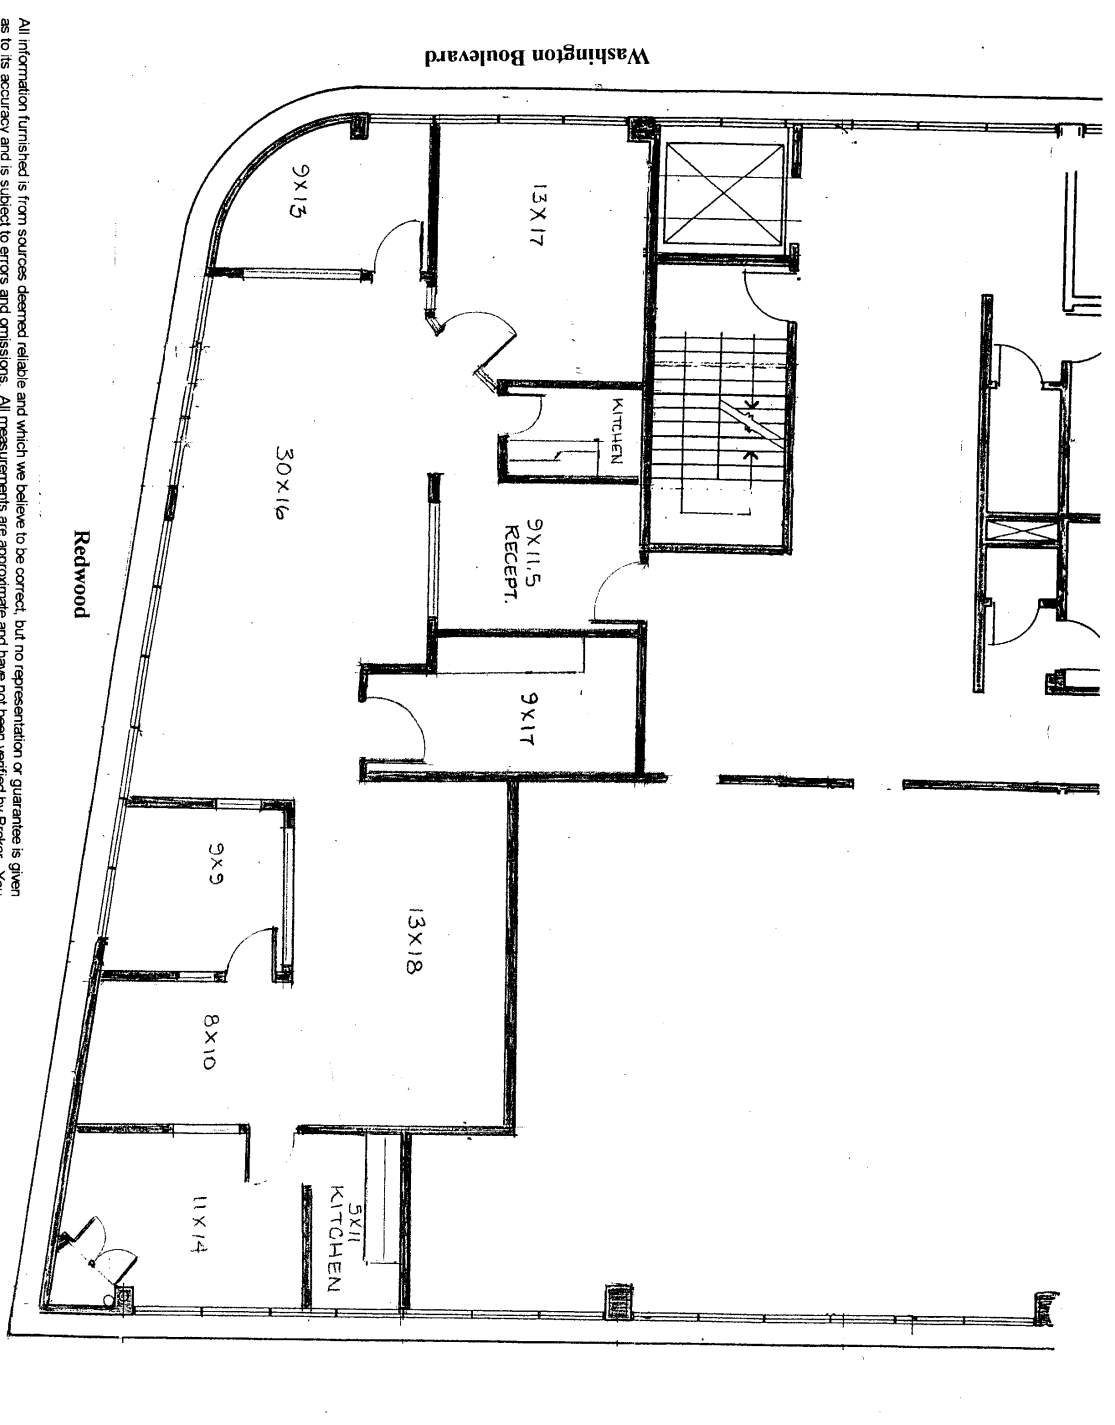 Washington Boulevard
9X13
13X17
KITCHEN
30X16
9X11.5
RECEPT.
9X17
9X9
13X18
8X10
11X14
5X11
KITCHEN
Redwood
All information furnished is from sources deemed reliable and which we believe to be correct, but no representation or guarantee is given
as to its accuracy and is subject to errors and omissions. All measurements are approximate and have not been verified by Broker. You